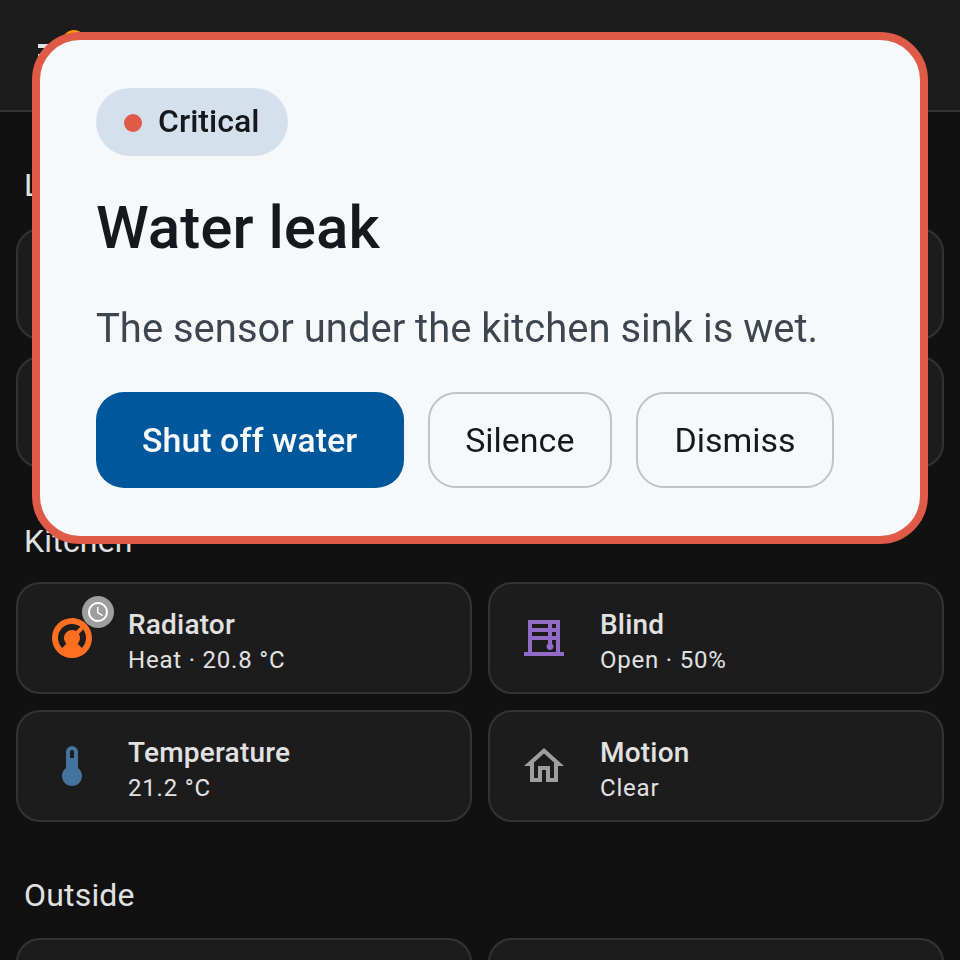 Critical
Water leak
The sensor under the kitchen sink is wet.
Shut off water
Silence
Dismiss
Kitchen
Radiator
Heat · 20.8 °C
Blind
Open · 50%
Temperature
21.2 °C
Motion
Clear
Outside